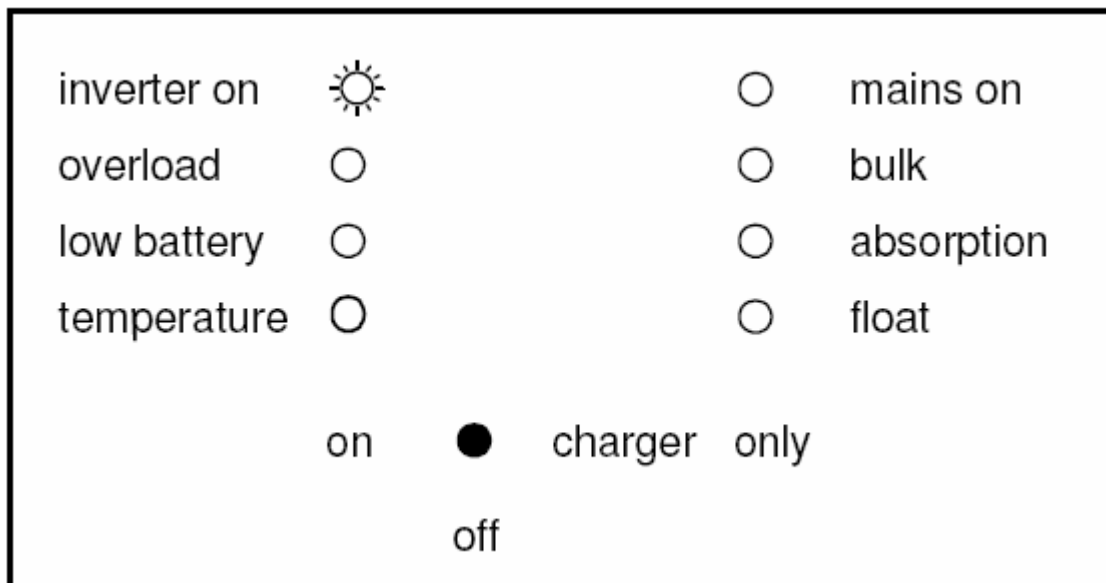 inverter on mains on
overload bulk
low battery absorption
temperature float
on charger only
off